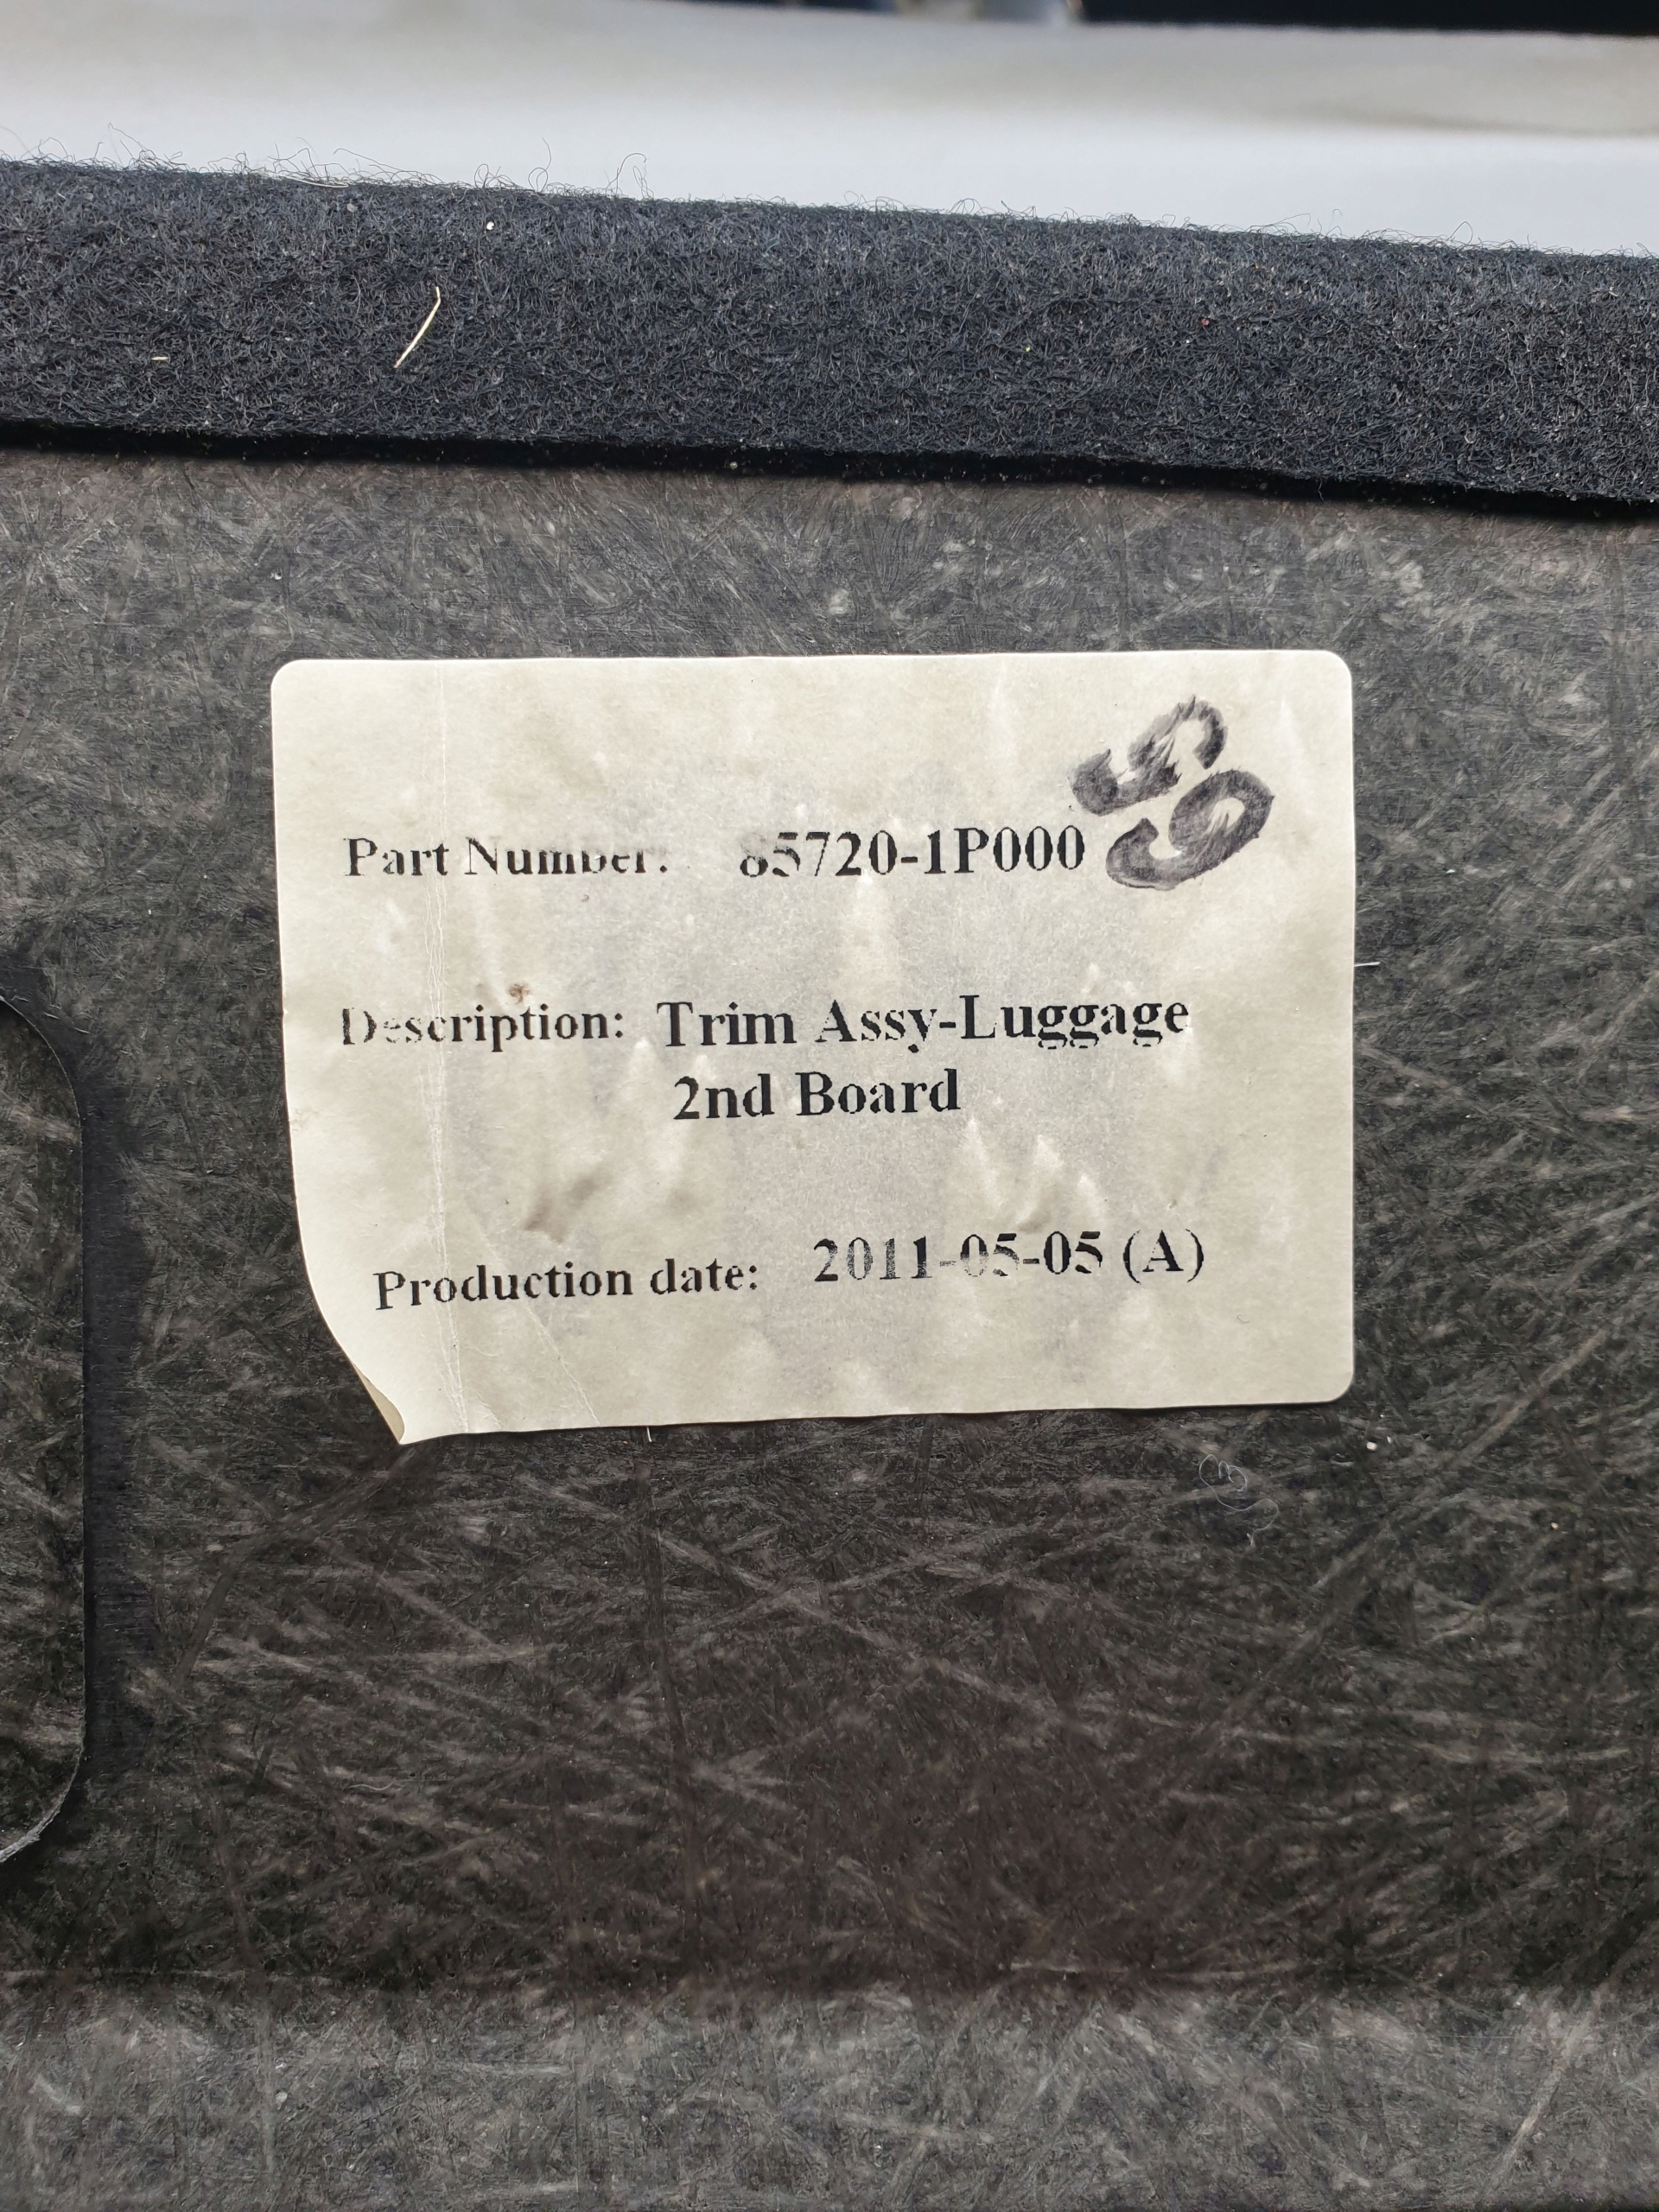 Part Number: 85720-1P000
Description: Trim Assy-Luggage
2nd Board
Production date: 2011-05-05 (A)